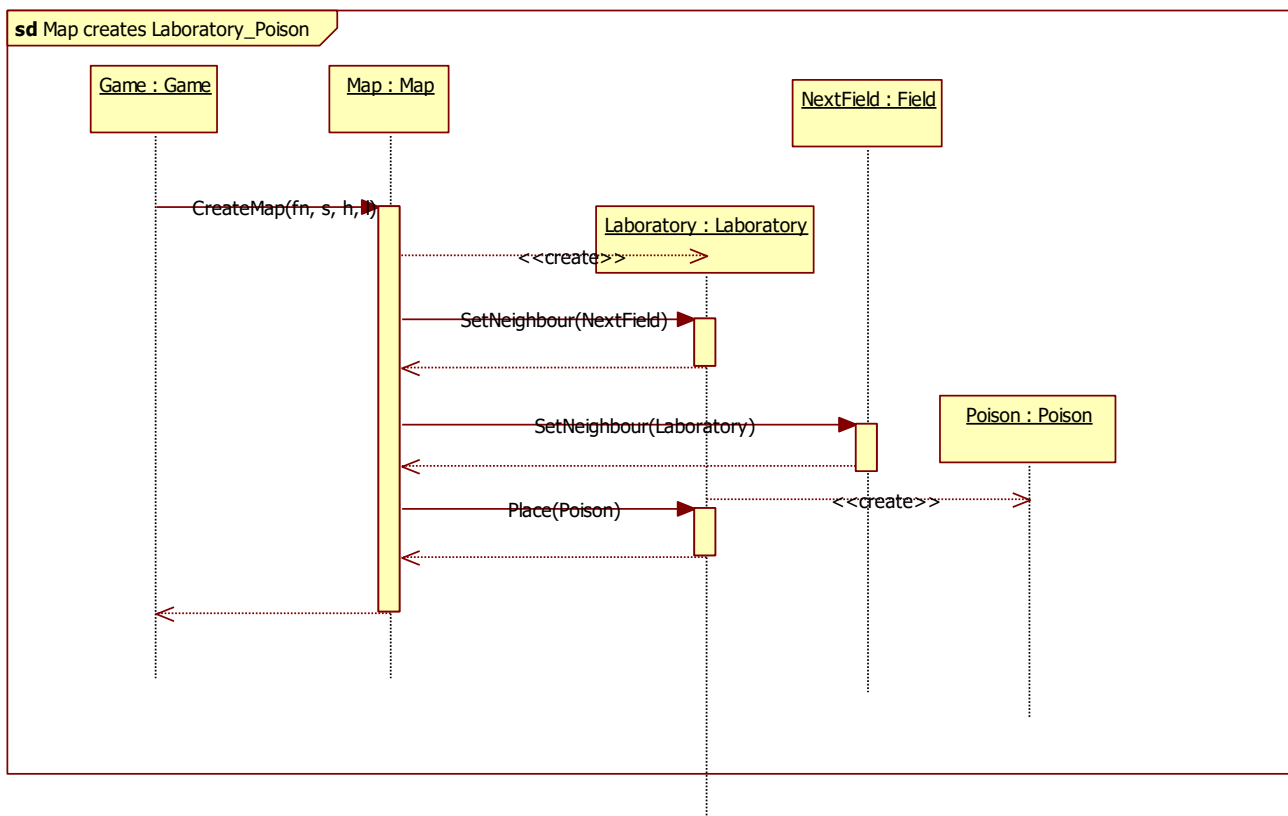 sd Map creates Laboratory_Poison
Game : Game
Map : Map
NextField : Field
CreateMap(fn, s, h, l)
Laboratory : Laboratory
<<create>>
SetNeighbour(NextField)
Poison : Poison
SetNeighbour(Laboratory)
<<create>>
Place(Poison)